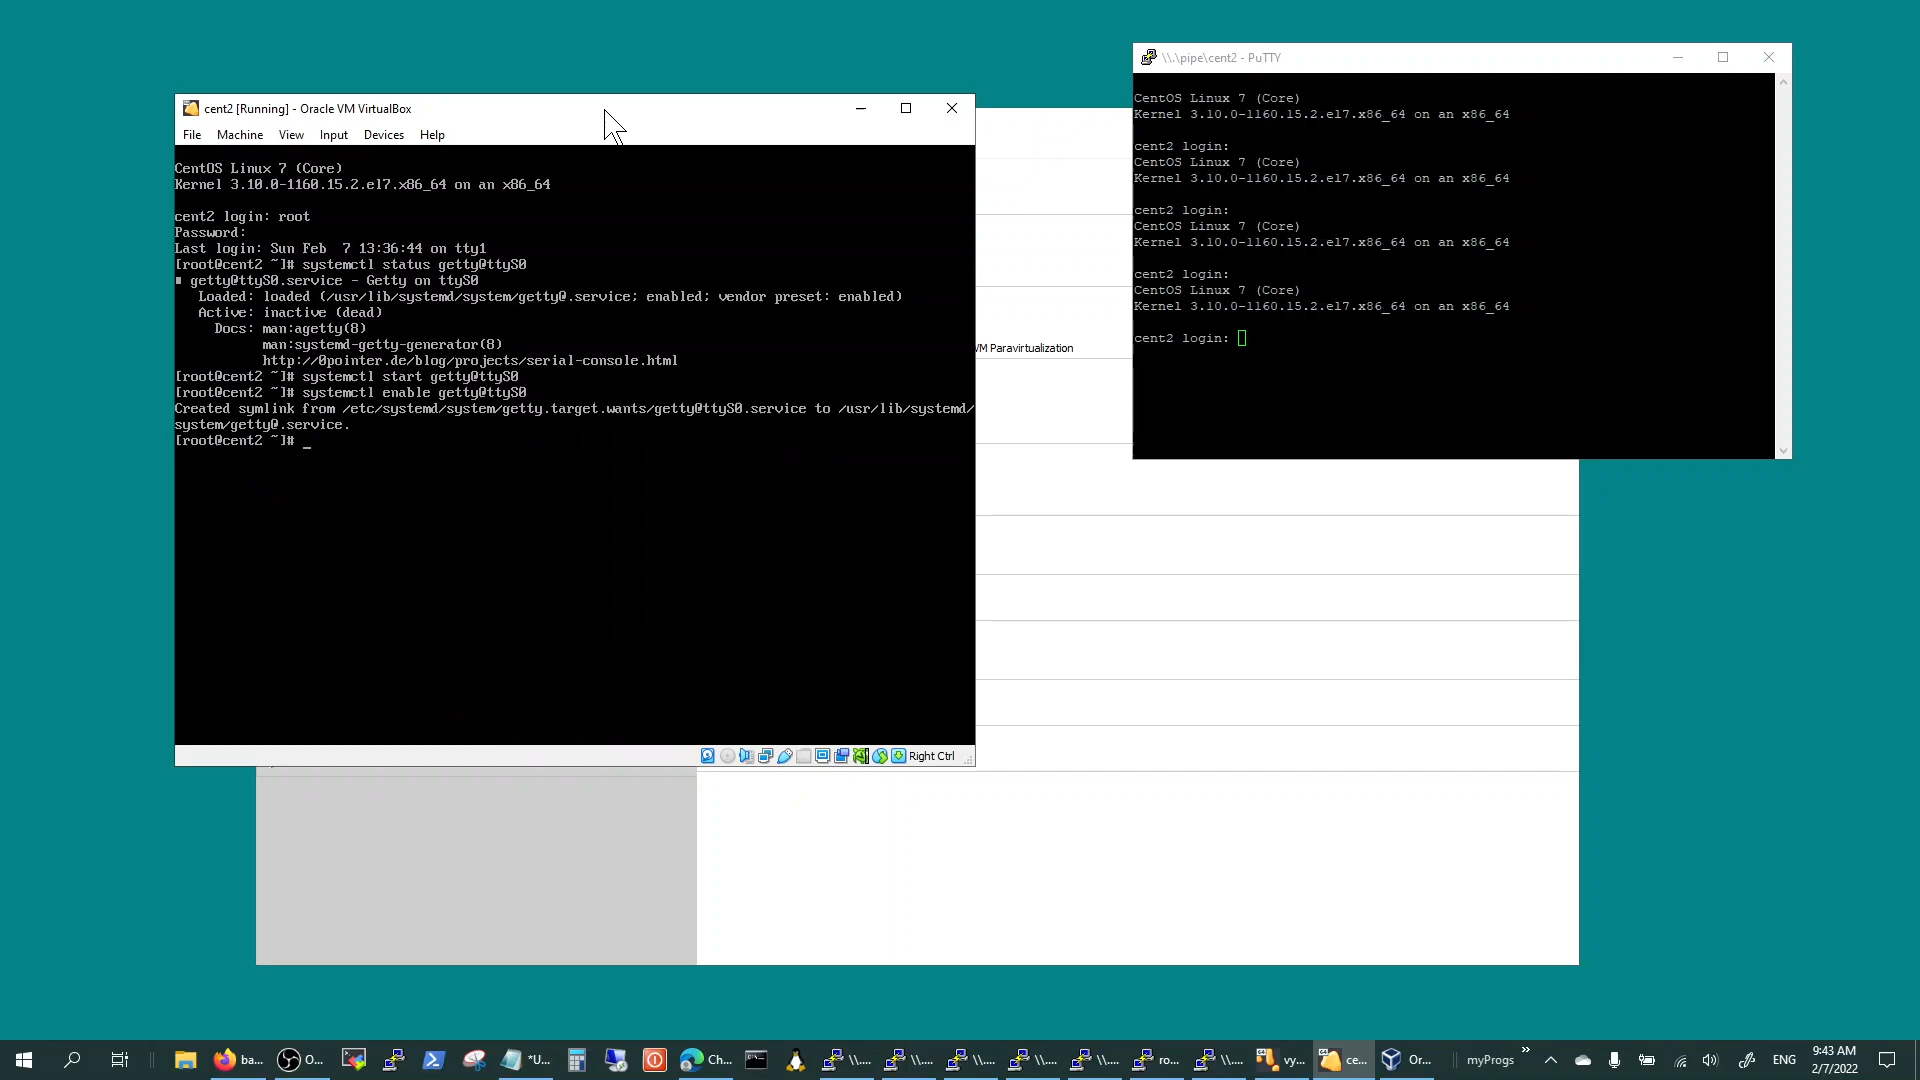 \\.\pipe\cent2 - PuTTY
CentOS Linux 7 (Core)
Kernel 3.10.0-1160.15.2.el7.x86_64 on an x86_64
cent2 login:
CentOS Linux 7 (Core)
Kernel 3.10.0-1160.15.2.el7.x86_64 on an x86_64
cent2 login:
CentOS Linux 7 (Core)
Kernel 3.10.0-1160.15.2.el7.x86_64 on an x86_64
cent2 login:
CentOS Linux 7 (Core)
Kernel 3.10.0-1160.15.2.el7.x86_64 on an x86_64
cent2 login:
cent2 [Running] - Oracle VM VirtualBox
File Machine View Input Devices Help
CentOS Linux 7 (Core)
Kernel 3.10.0-1160.15.2.el7.x86_64 on an x86_64
cent2 login: root
Password:
Last login: Sun Feb  7 13:36:44 on tty1
[root@cent2 ~]# systemctl status getty@ttyS0
getty@ttyS0.service - Getty on ttyS0
Loaded: loaded (/usr/lib/systemd/system/getty@.service; enabled; vendor preset: enabled)
Active: inactive (dead)
Docs: man:agetty(8)
man:systemd-getty-generator(8)
http://0pointer.de/blog/projects/serial-console.html
[root@cent2 ~]# systemctl start getty@ttyS0
[root@cent2 ~]# systemctl enable getty@ttyS0
Created symlink from /etc/systemd/system/getty.target.wants/getty@ttyS0.service to /usr/lib/systemd/
system/getty@.service.
[root@cent2 ~]# _
VM Paravirtualization
Right Ctrl
ba... O... *U... Ch... \\.... \\.... \\.... \\.... \\.... ro... \\.... vy... ce... Or... myProgs » ENG 9:43 AM
2/7/2022